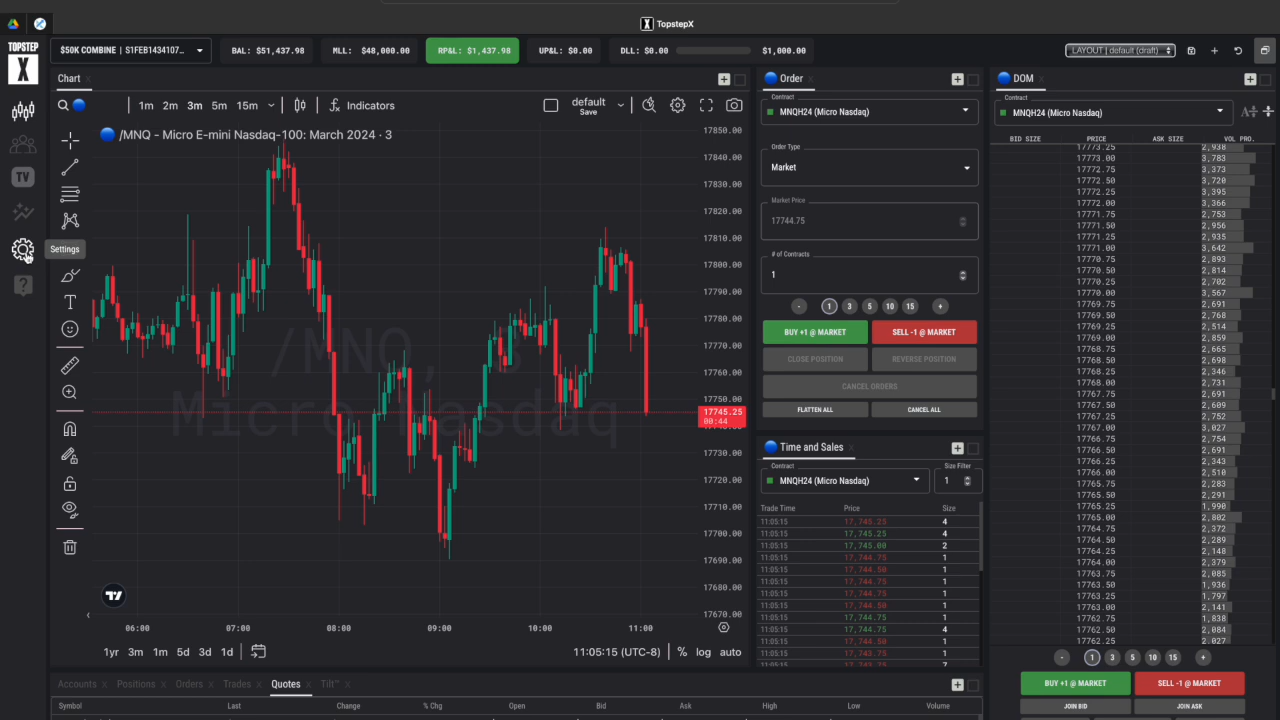 TopstepX
TOPSTEP
X
$50K COMBINE | S1FEB1434107...
BAL: $51,437.98
MLL: $48,000.00
RP&L: $1,437.98
UP&L: $0.00
DLL: $0.00
$1,000.00
LAYOUT | default (draft)
TV
Settings
Chart
1m 2m 3m 5m 15m
Indicators
default
Save
/MNQ - Micro E-mini Nasdaq-100: March 2024 · 3
/MNQ, 3
Micro Nasdaq
17850.00
17840.00
17830.00
17820.00
17810.00
17800.00
17790.00
17780.00
17770.00
17760.00
17750.00
17745.25
00:44
17730.00
17720.00
17710.00
17700.00
17690.00
17680.00
17670.00
06:00 07:00 08:00 09:00 10:00 11:00
1yr 3m 1m 5d 3d 1d
11:05:15 (UTC-8) % log auto
Order
Contract
MNQH24 (Micro Nasdaq)
Order Type
Market
Market Price
17744.75
# of Contracts
1
- 1 3 5 10 15 +
BUY +1 @ MARKET
SELL -1 @ MARKET
CLOSE POSITION
REVERSE POSITION
CANCEL ORDERS
FLATTEN ALL
CANCEL ALL
Time and Sales
Contract
MNQH24 (Micro Nasdaq)
Size Filter
1
Trade Time Price Size
11:05:15 17,745.25 4
11:05:15 17,745.25 4
11:05:15 17,745.00 2
11:05:15 17,744.75 1
11:05:15 17,744.50 1
11:05:15 17,744.75 1
11:05:15 17,744.75 1
11:05:15 17,744.50 1
11:05:15 17,744.75 1
11:05:15 17,744.75 4
11:05:15 17,744.50 1
11:05:15 17,743.75 1
DOM
Contract
MNQH24 (Micro Nasdaq)
BID SIZE PRICE ASK SIZE VOL PRO.
17773.25 2,938
17773.00 3,783
17772.75 3,373
17772.50 3,720
17772.25 3,395
17772.00 3,366
17771.75 2,753
17771.50 2,956
17771.25 2,935
17771.00 3,642
17770.75 2,893
17770.50 2,814
17770.25 2,702
17770.00 3,567
17769.75 2,691
17769.50 2,768
17769.25 2,514
17769.00 2,859
17768.75 2,665
17768.50 2,698
17768.25 2,346
17768.00 2,731
17767.75 2,691
17767.50 2,609
17767.25 2,752
17767.00 3,027
17766.75 2,754
17766.50 2,691
17766.25 2,343
17766.00 2,510
17765.75 2,283
17765.50 2,291
17765.25 1,990
17765.00 2,802
17764.75 2,372
17764.50 2,289
17764.25 2,148
17764.00 2,379
17763.75 2,085
17763.50 1,936
17763.25 1,797
17763.00 2,141
17762.75 1,838
17762.50 2,084
17762.25 2,027
- 1 3 5 10 15 +
BUY +1 @ MARKET
SELL -1 @ MARKET
JOIN BID
JOIN ASK
Accounts Positions Orders Trades Quotes Tilt™
Symbol Last Change % Chg Open Bid Ask High Low Volume